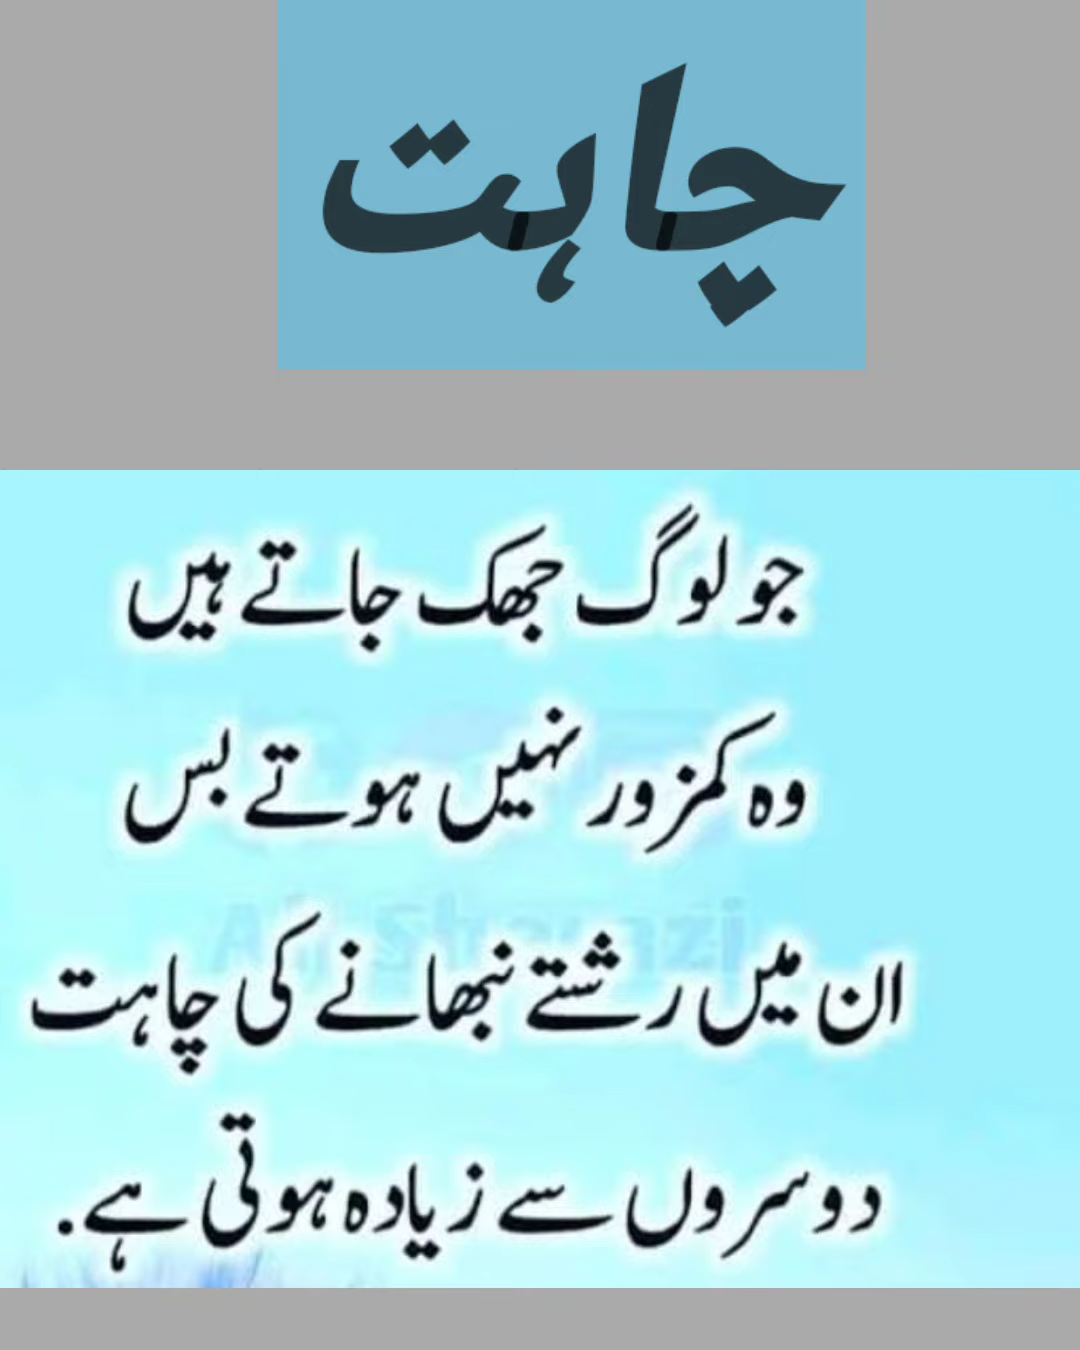 چاہت
جو لوگ جھک جاتے ہیں
وہ کمزور نہیں ہوتے بس
ان میں رشتے نبھانے کی چاہت
دوسروں سے زیادہ ہوتی ہے.